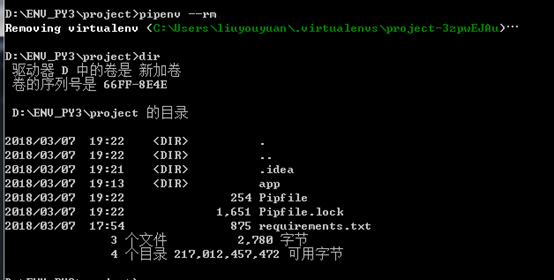 D:\ENV_PY3\project>pipenv --rm
Removing virtualenv (C:\Users\liuyouyuan\.virtualenvs\project-3zpwEJAu)…
D:\ENV_PY3\project>dir
驱动器 D 中的卷是 新加卷
卷的序列号是 66FF-8E4E
D:\ENV_PY3\project 的目录
2018/03/07 19:22 <DIR> .
2018/03/07 19:22 <DIR> ..
2018/03/07 19:21 <DIR> .idea
2018/03/07 19:13 <DIR> app
2018/03/07 19:22 254 Pipfile
2018/03/07 19:22 1,651 Pipfile.lock
2018/03/07 17:54 875 requirements.txt
3 个文件 2,780 字节
4 个目录 217,012,457,472 可用字节
D:\ENV_PY3\project>